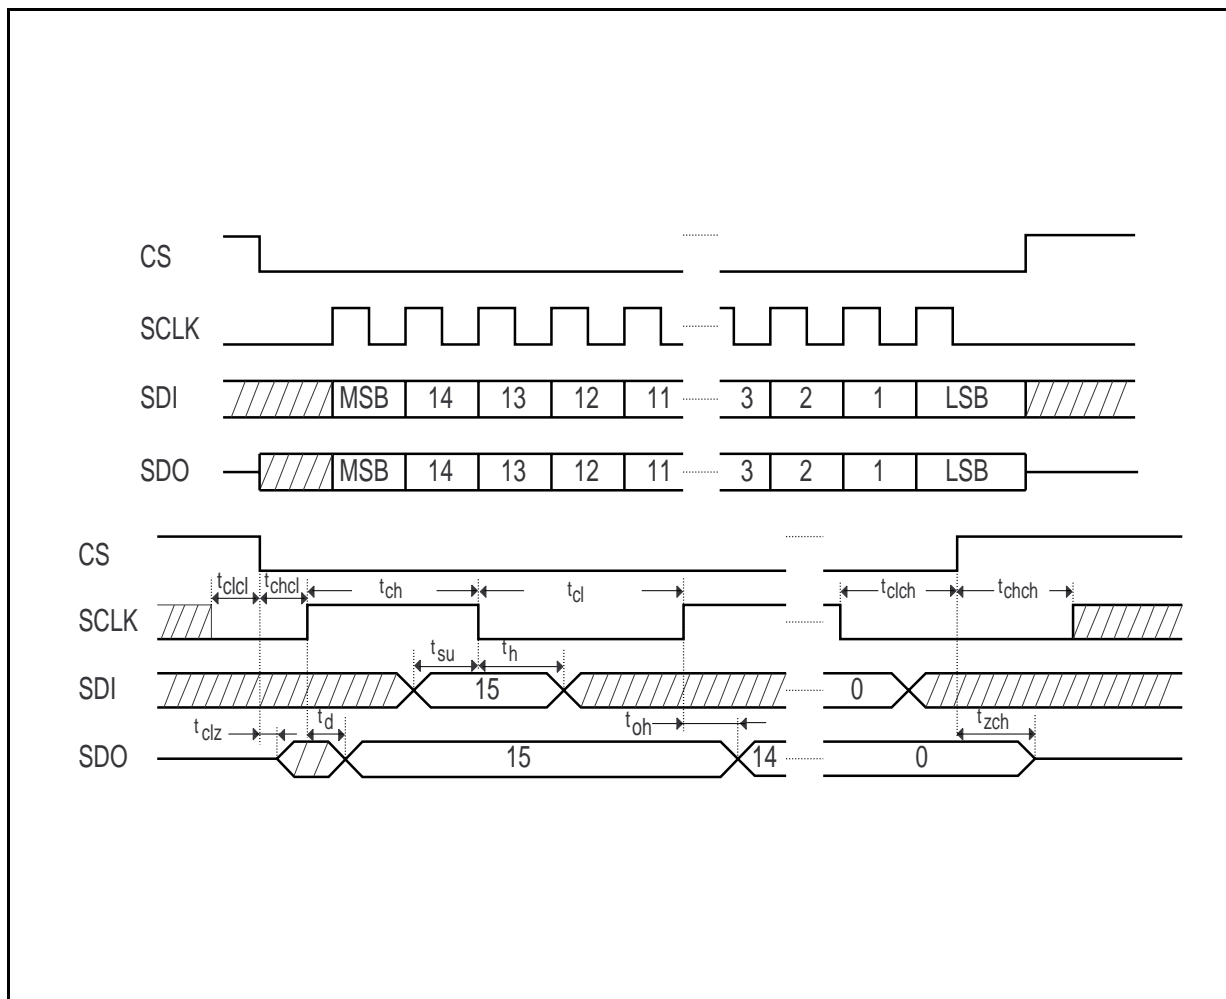 CS
SCLK
SDI MSB 14 13 12 11 3 2 1 LSB
SDO MSB 14 13 12 11 3 2 1 LSB
CS
tclcl tchcl tch tcl tclch tchch
SCLK
tsu th
SDI 15 0
tclz td toh tzch
SDO 15 14 0